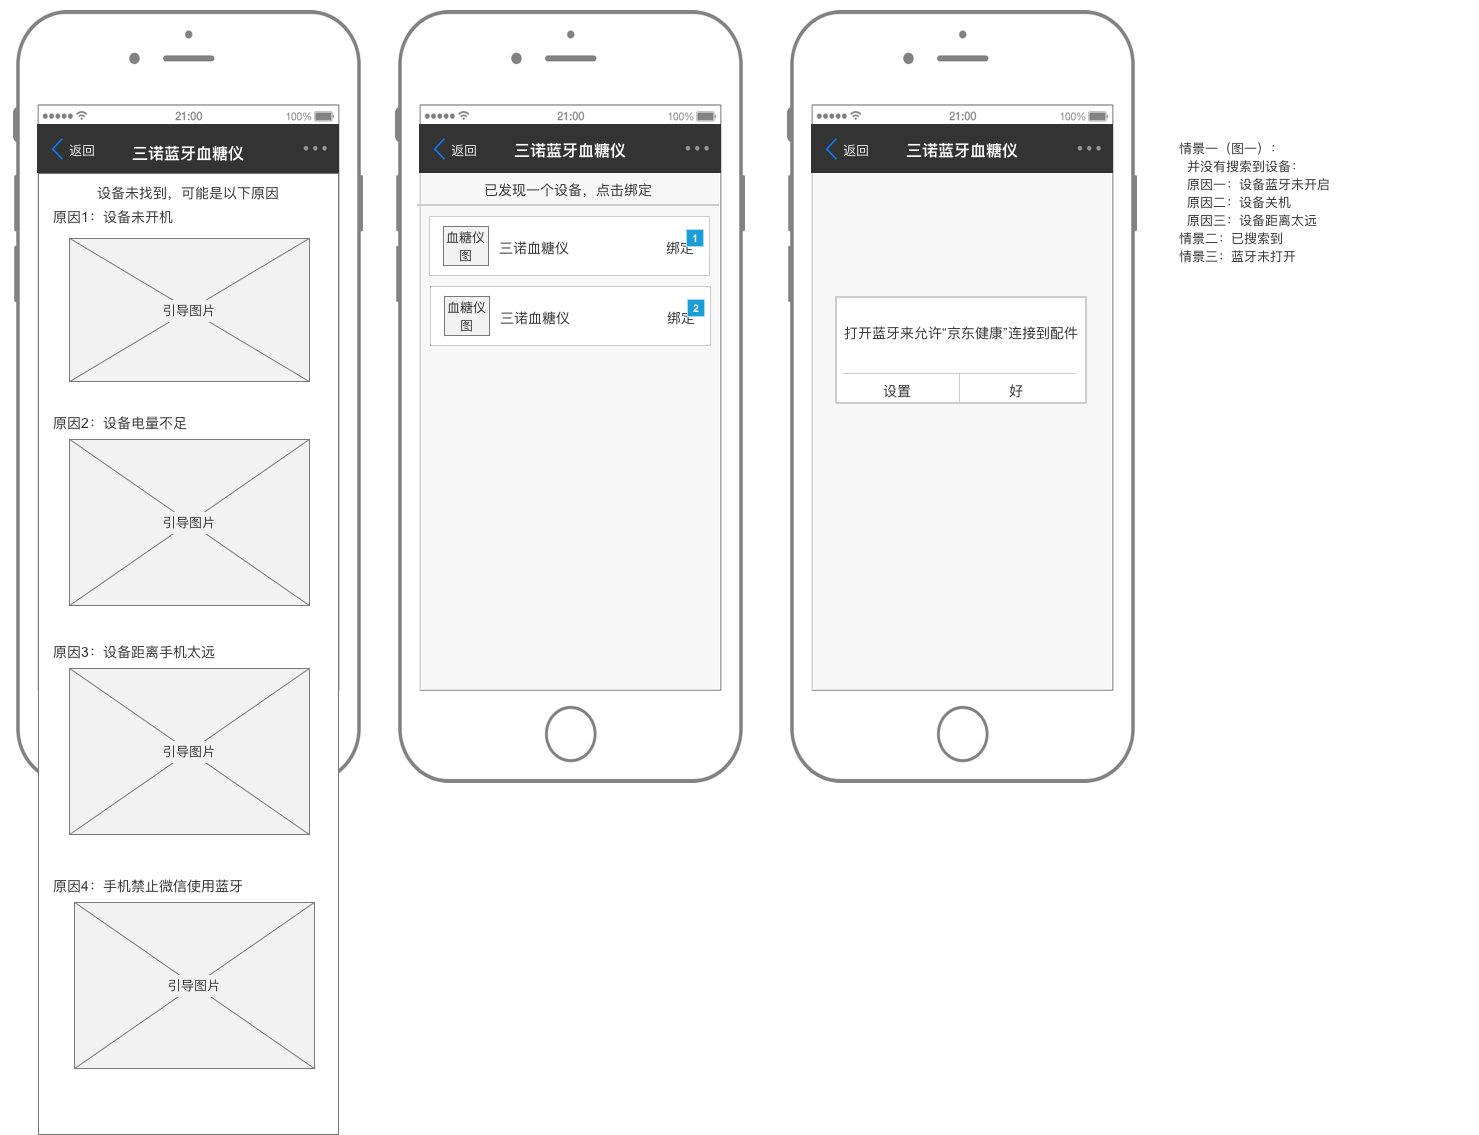 21:00
100%
返回
三诺蓝牙血糖仪
设备未找到，可能是以下原因
原因1：设备未开机
引导图片
原因2：设备电量不足
引导图片
原因3：设备距离手机太远
引导图片
原因4：手机禁止微信使用蓝牙
引导图片
21:00
100%
返回
三诺蓝牙血糖仪
已发现一个设备，点击绑定
血糖仪
图
三诺血糖仪
绑定
1
血糖仪
图
三诺血糖仪
绑定
2
21:00
100%
返回
三诺蓝牙血糖仪
打开蓝牙来允许“京东健康”连接到配件
设置
好
情景一（图一）：
并没有搜索到设备：
原因一：设备蓝牙未开启
原因二：设备关机
原因三：设备距离太远
情景二：已搜索到
情景三：蓝牙未打开